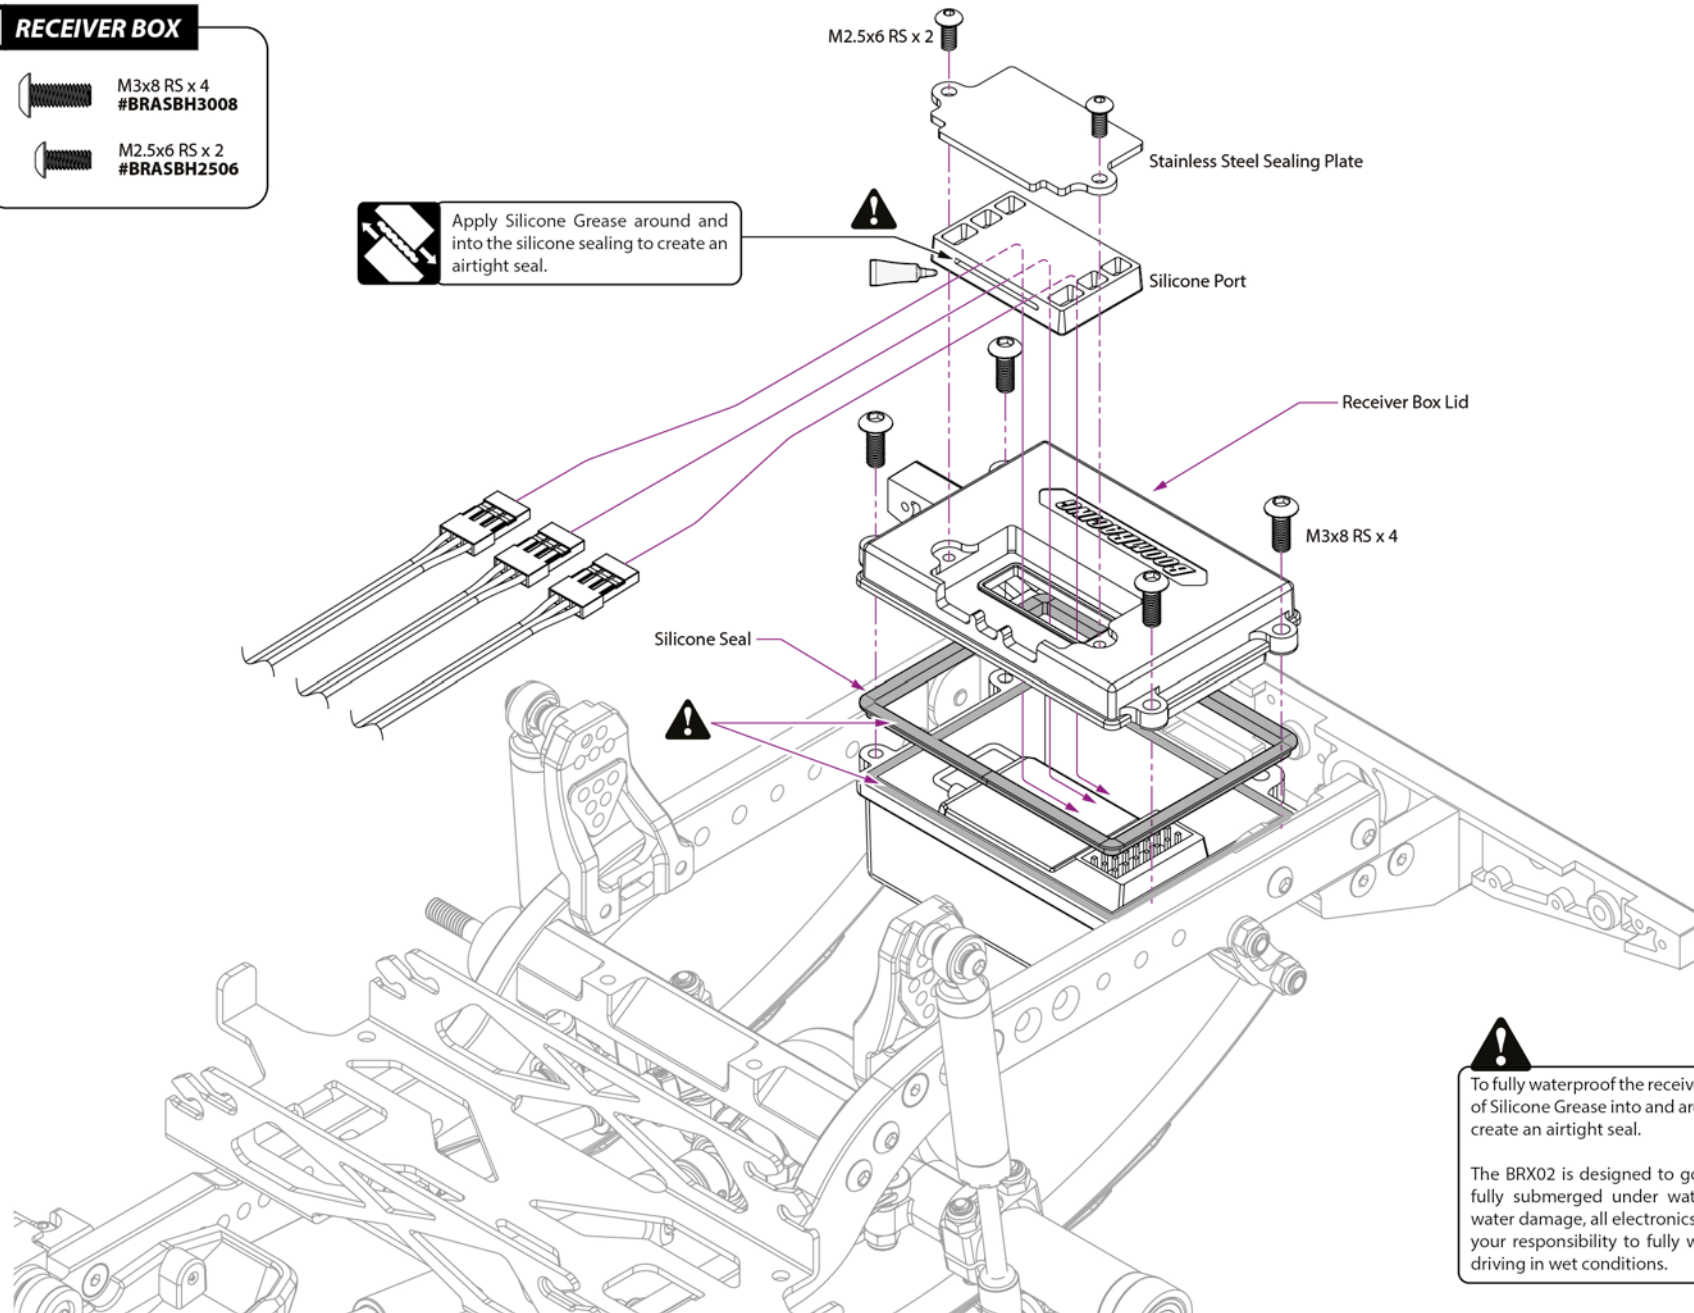 RECEIVER BOX
M3x8 RS x 4
#BRASBH3008
M2.5x6 RS x 2
#BRASBH2506
M2.5x6 RS x 2
Stainless Steel Sealing Plate
Apply Silicone Grease around and
into the silicone sealing to create an
airtight seal.
Silicone Port
Receiver Box Lid
BOOM RACING
M3x8 RS x 4
Silicone Seal
To fully waterproof the
of Silicone Grease into and
create an airtight seal.
The BRX02 is designed to
fully submerged under
water damage, all electronics
your responsibility to fully
driving in wet conditions.